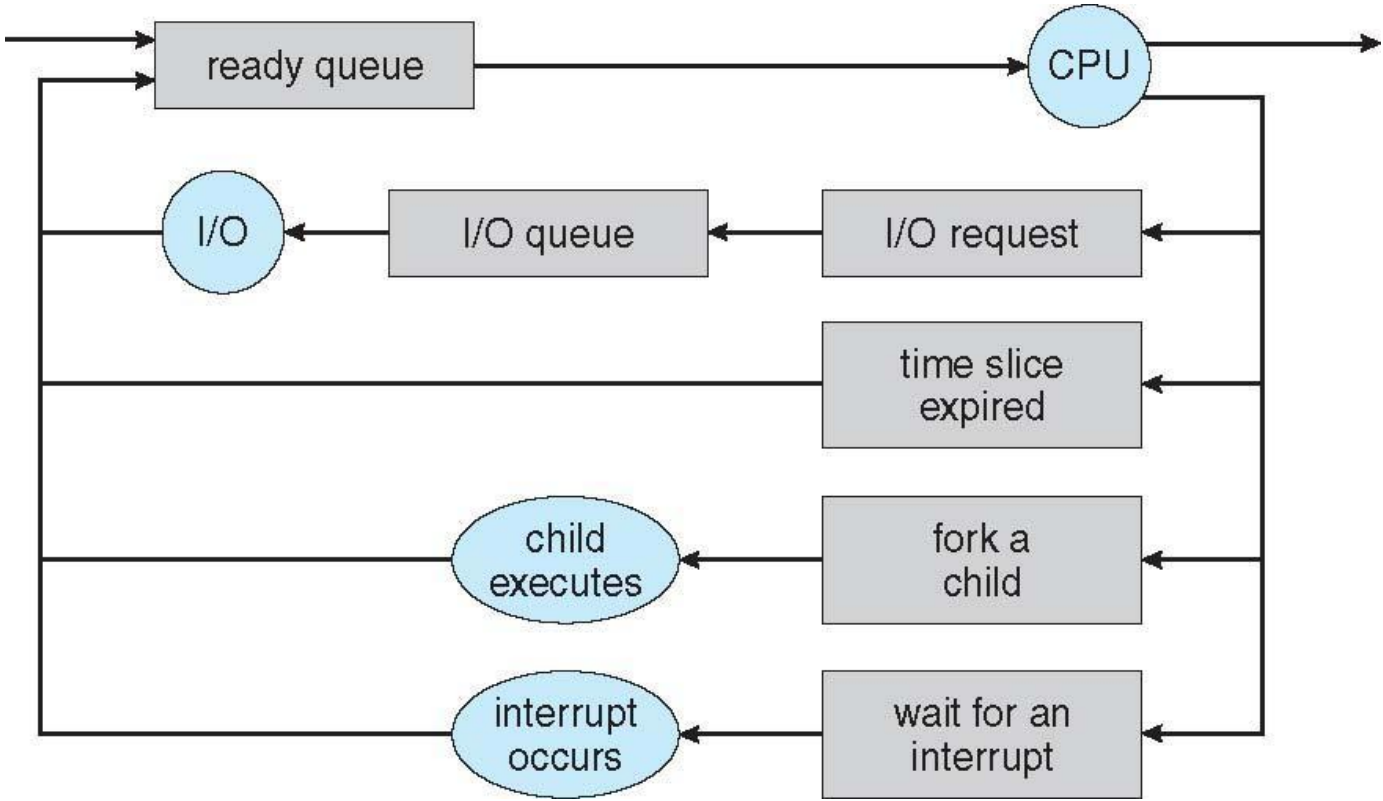 ready queue
CPU
I/O
I/O queue
I/O request
time slice
expired
child
executes
fork a
child
interrupt
occurs
wait for an
interrupt